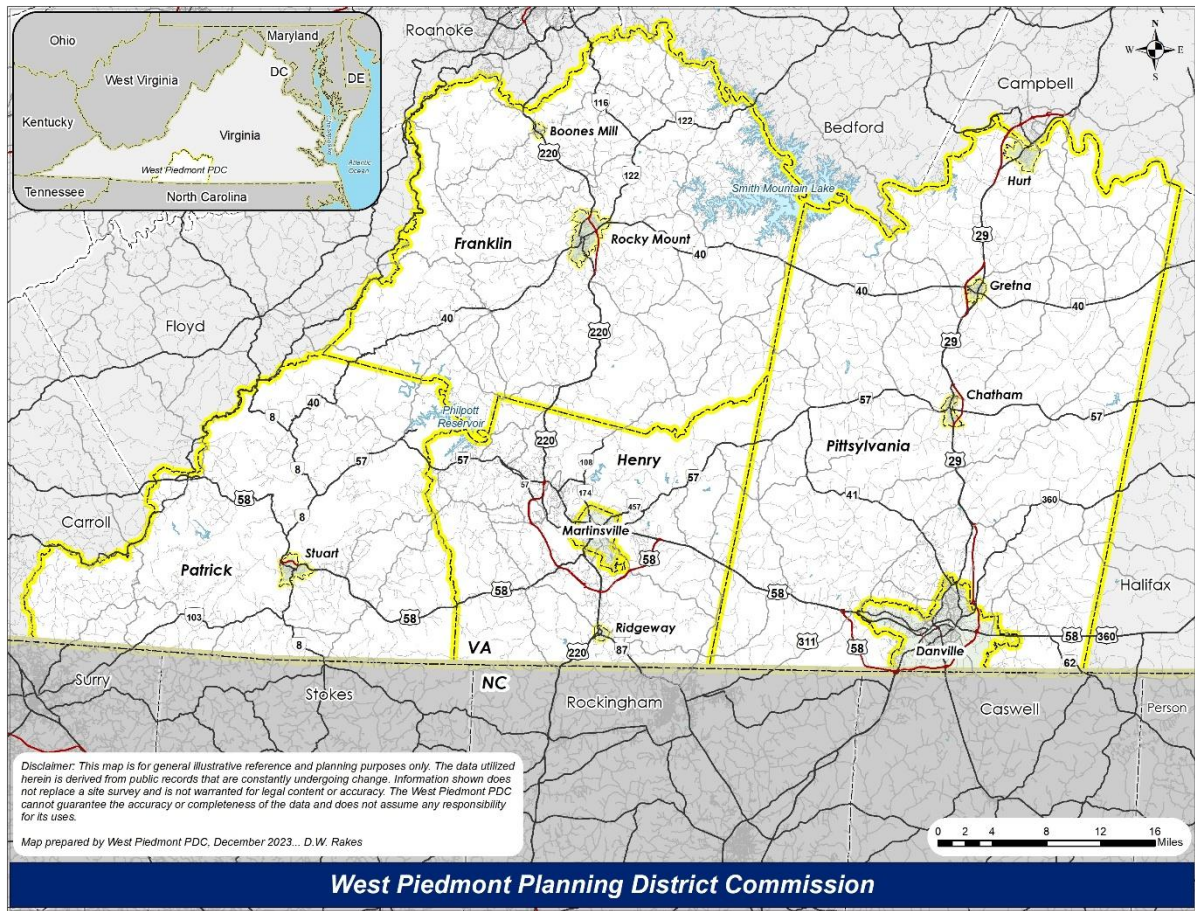 Ohio
Maryland
West Virginia
DC
DE
Kentucky
Virginia
West Piedmont PDC
Atlantic
Ocean
Tennessee
North Carolina
Roanoke
N
W
E
S
Campbell
116
122
Bedford
Boones Mill
220
122
Hurt
Smith Mountain Lake
29
Franklin
Rocky Mount
40
Gretna
40
40
Floyd
40
220
29
Philpott
Reservoir
Chatham
40
8
57
57
220
Henry
Pittsylvania
57
57
108
57
29
8
58
57
174
41
360
457
Carroll
8
Martinsville
Stuart
58
Patrick
58
58
Halifax
58
103
Ridgeway
311
58
58
360
8
VA
220
87
Danville
62
Surry
Stokes
NC
Rockingham
Caswell
Person
Disclaimer: This map is for general illustrative reference and planning purposes only. The data utilized
herein is derived from public records that are constantly undergoing change. Information shown does
not replace a site survey and is not warranted for legal content or accuracy. The West Piedmont PDC
cannot guarantee the accuracy or completeness of the data and does not assume any responsibility
for its uses.
Map prepared by West Piedmont PDC, December 2023... D.W. Rakes
0 2 4 8 12 16
Miles
West Piedmont Planning District Commission